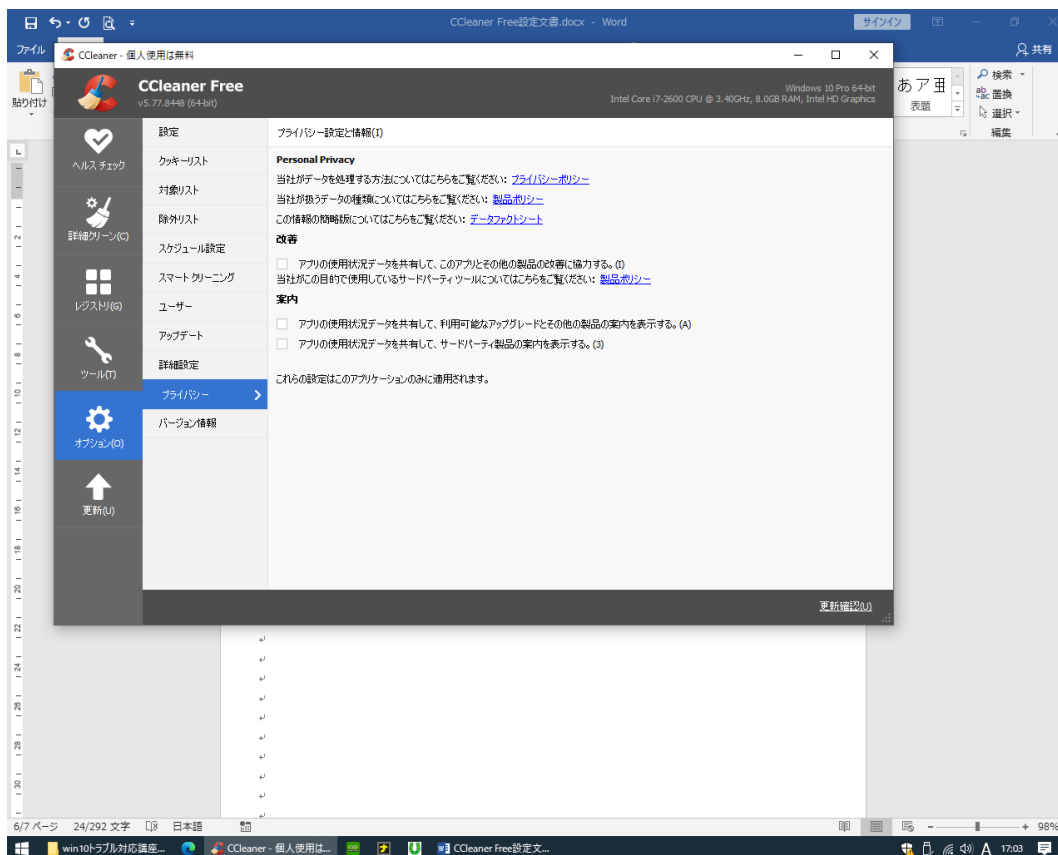 CCleaner Free設定文書.docx - Word
サインイン
ファイル
共有
CCleaner - 個人使用は無料
貼り付け
あア亜
表題
検索
置換
選択
編集
CCleaner Free
v5.77.8448 (64-bit)
Windows 10 Pro 64-bit
Intel Core i7-2600 CPU @ 3.40GHz, 8.0GB RAM, Intel HD Graphics
ヘルス チェック
詳細クリーン(C)
レジストリ(G)
ツール(T)
オプション(O)
更新(U)
設定
クッキーリスト
対象リスト
除外リスト
スケジュール設定
スマート クリーニング
ユーザー
アップデート
詳細設定
プライバシー
バージョン情報
プライバシー設定と情報(I)
Personal Privacy
当社がデータを処理する方法についてはこちらをご覧ください: プライバシーポリシー
当社が扱うデータの種類についてはこちらをご覧ください: 製品ポリシー
この情報の簡略版についてはこちらをご覧ください: データファクトシート
改善
アプリの使用状況データを共有して、このアプリとその他の製品の改善に協力する。(I)
当社がこの目的で使用しているサードパーティ ツールについてはこちらをご覧ください: 製品ポリシー
案内
アプリの使用状況データを共有して、利用可能なアップグレードとその他の製品の案内を表示する。(A)
アプリの使用状況データを共有して、サードパーティ製品の案内を表示する。(3)
これらの設定はこのアプリケーションのみに適用されます。
更新確認(U)
2
4
6
8
10
12
14
16
18
20
22
24
26
28
30
6/7 ページ 24/292 文字 日本語
98%
win10トラブル対応講座...
CCleaner - 個人使用は...
CCleaner Free設定文...
A 17:03